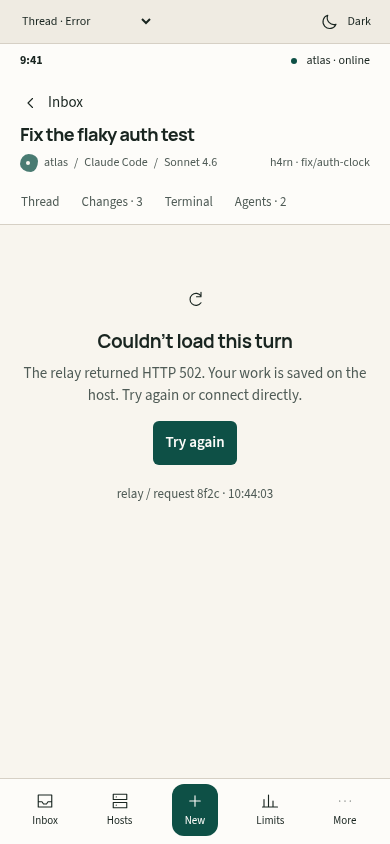 Thread · Error
Dark
9:41
atlas · online
Inbox
Fix the flaky auth test
atlas / Claude Code / Sonnet 4.6
h4rn · fix/auth-clock
Thread
Changes · 3
Terminal
Agents · 2
Couldn't load this turn
The relay returned HTTP 502. Your work is saved on the
host. Try again or connect directly.
Try again
relay / request 8f2c · 10:44:03
Inbox
Hosts
New
Limits
More